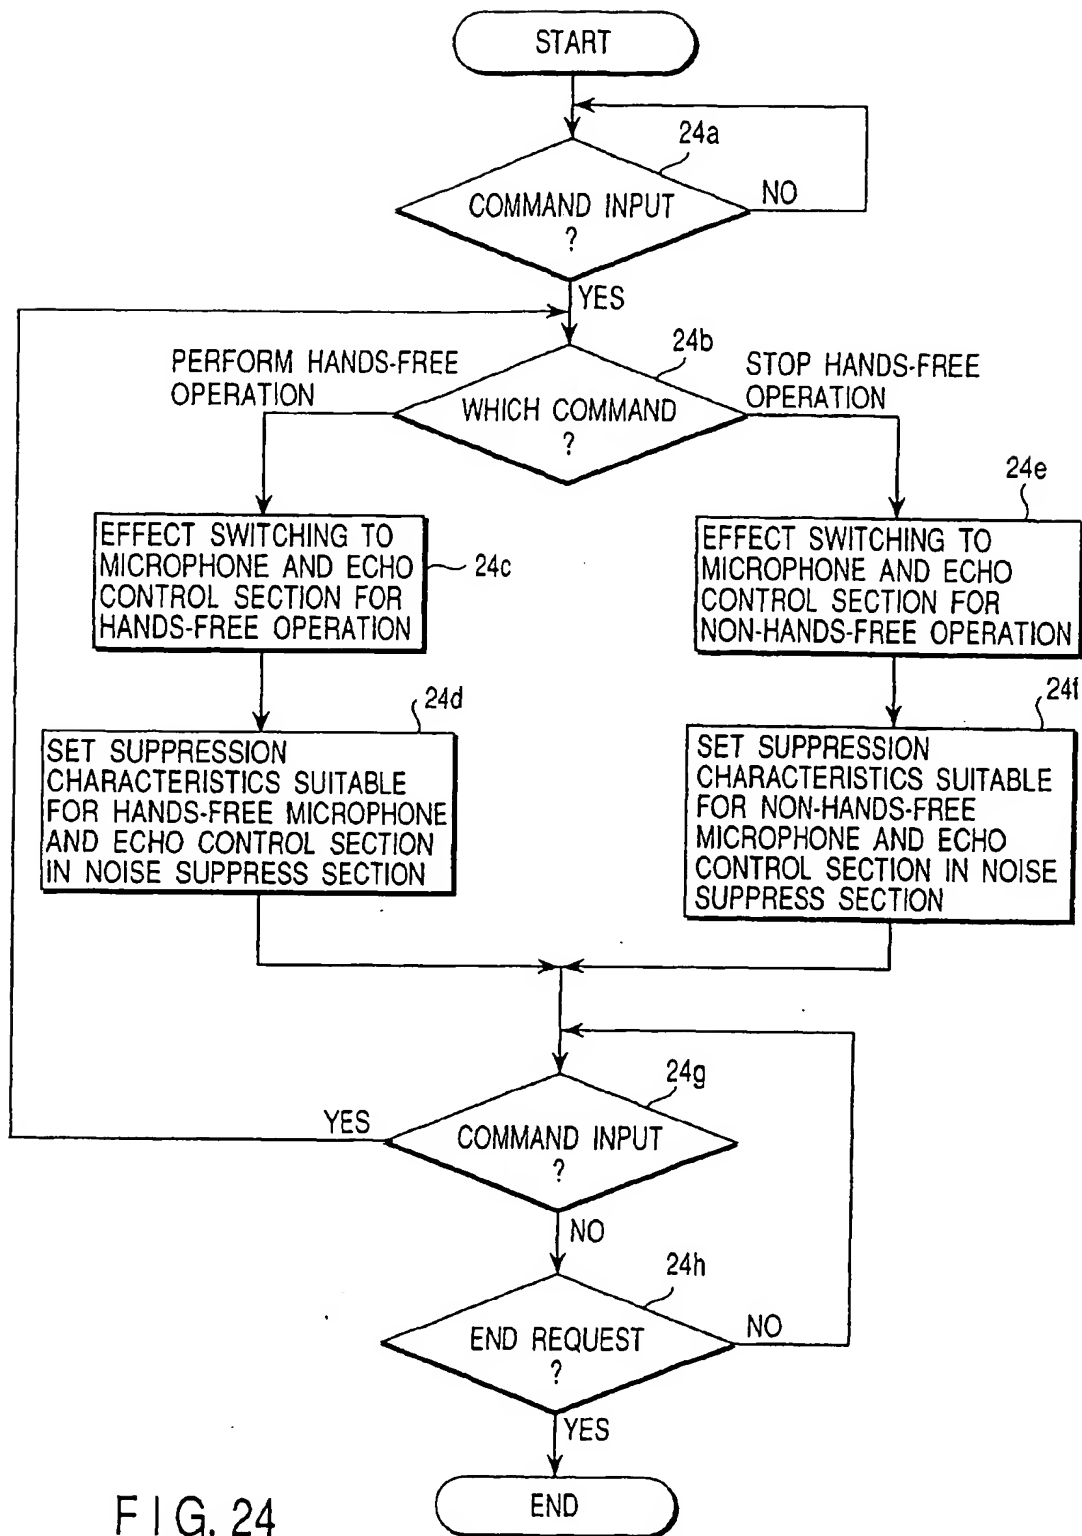 START
24a
COMMAND INPUT
?
NO
YES
24b
PERFORM HANDS-FREE
OPERATION
STOP HANDS-FREE
OPERATION
WHICH COMMAND
?
24e
EFFECT SWITCHING TO
MICROPHONE AND ECHO
CONTROL SECTION FOR
HANDS-FREE OPERATION
24c
EFFECT SWITCHING TO
MICROPHONE AND ECHO
CONTROL SECTION FOR
NON-HANDS-FREE OPERATION
24d
24f
SET SUPPRESSION
CHARACTERISTICS SUITABLE
FOR HANDS-FREE MICROPHONE
AND ECHO CONTROL SECTION
IN NOISE SUPPRESS SECTION
SET SUPPRESSION
CHARACTERISTICS SUITABLE
FOR NON-HANDS-FREE
MICROPHONE AND ECHO
CONTROL SECTION IN NOISE
SUPPRESS SECTION
24g
YES
COMMAND INPUT
?
NO
24h
END REQUEST
?
NO
YES
END
FIG. 24